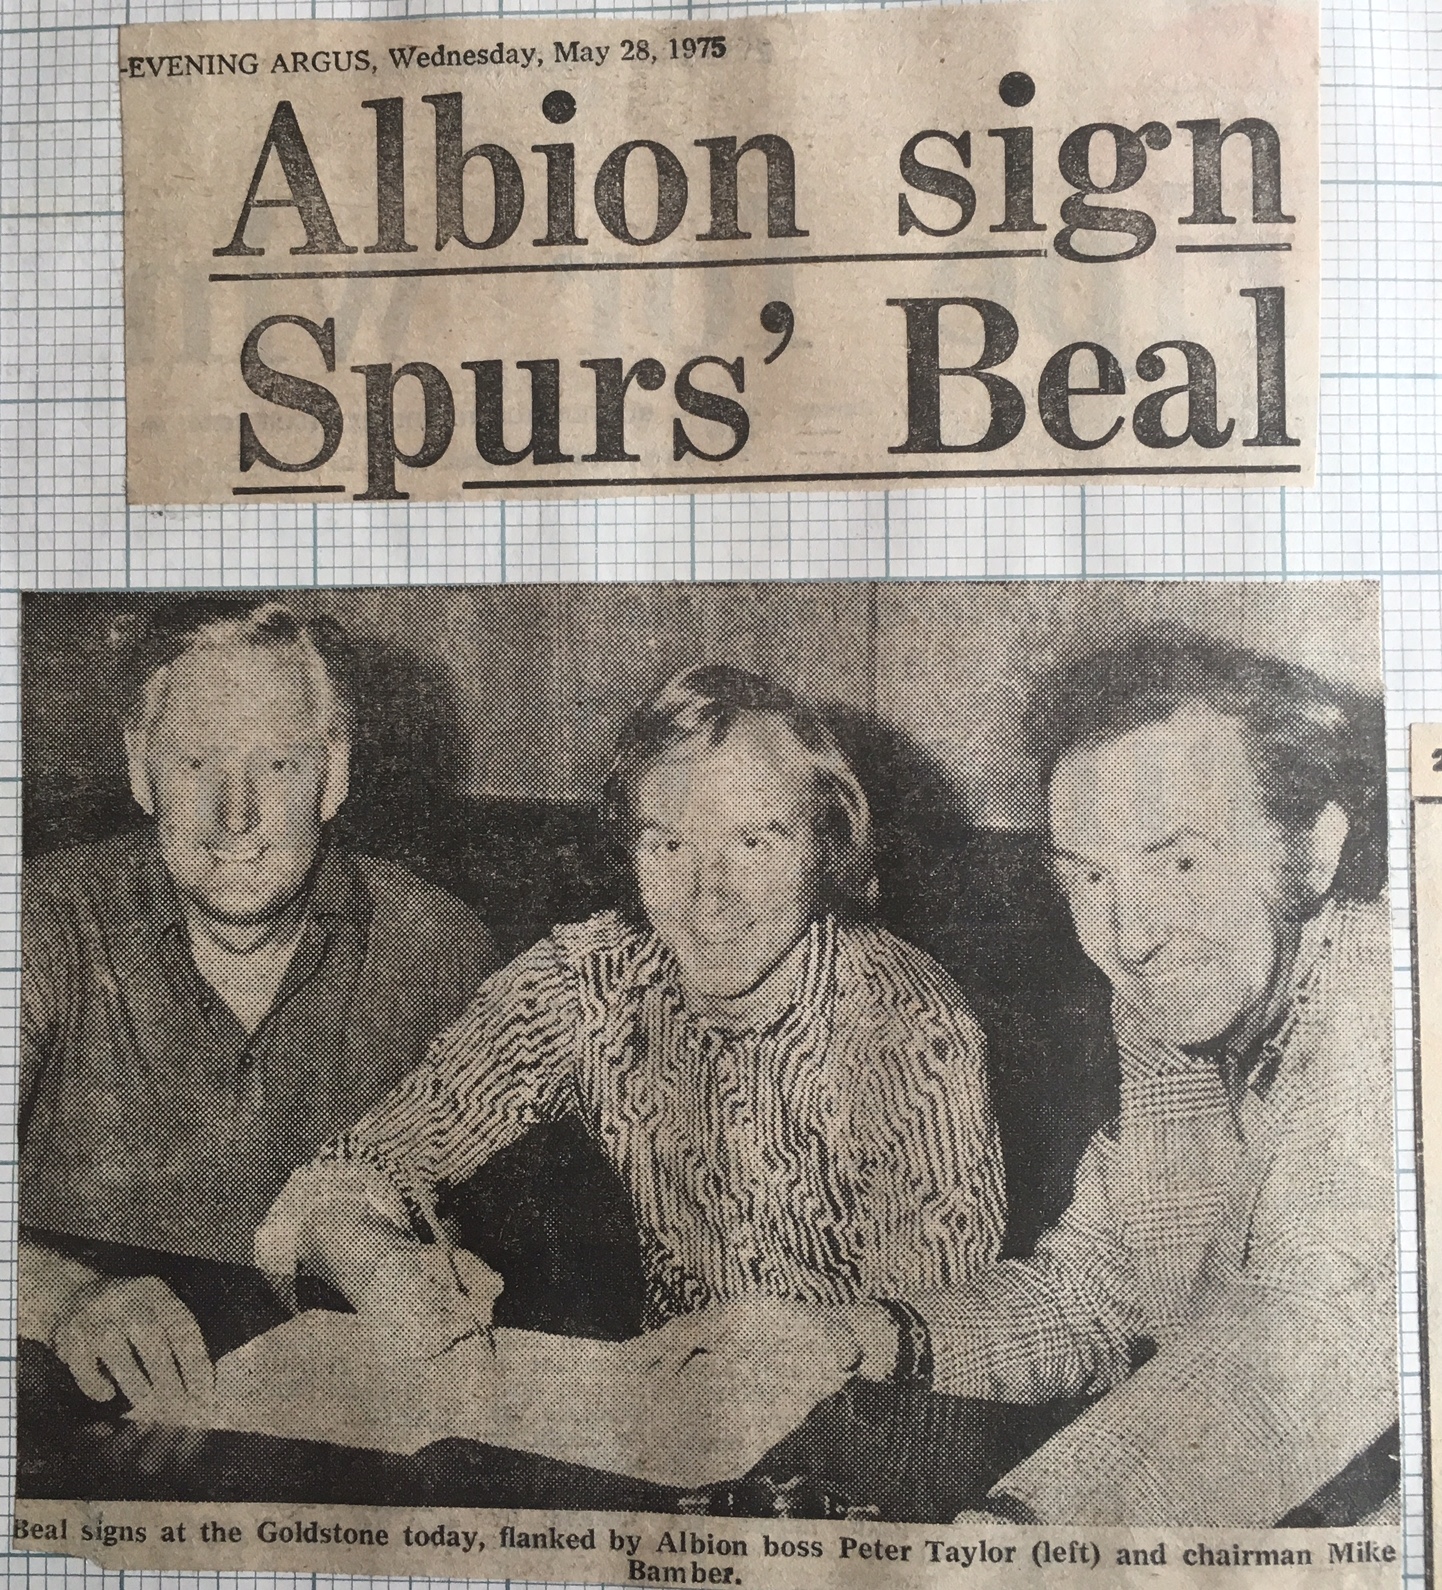 -EVENING ARGUS, Wednesday, May 28, 1975
Albion sign
Spurs’ Beal
Beal signs at the Goldstone today, flanked by Albion boss Peter Taylor (left) and chairman Mike
Bamber.